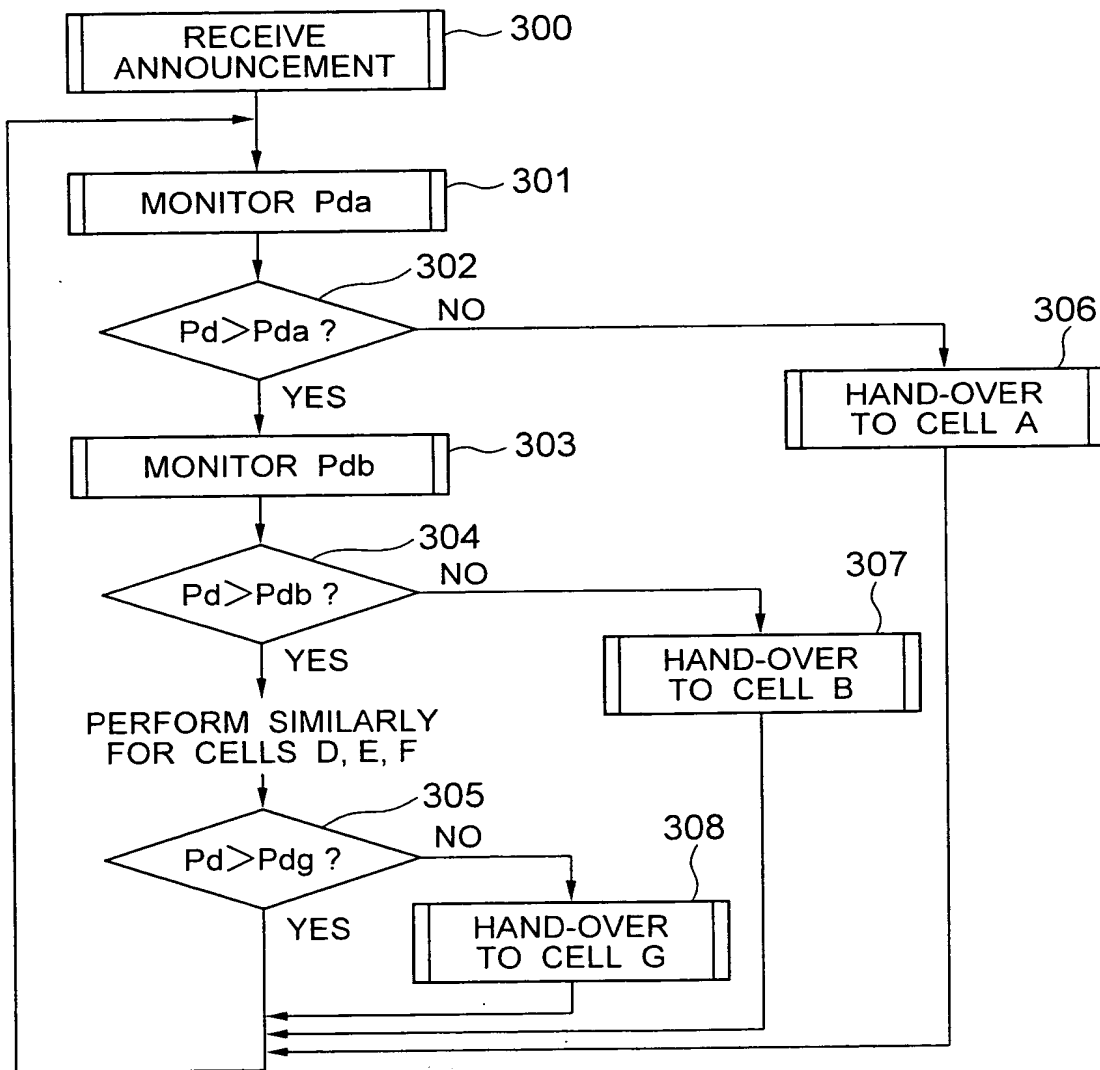 RECEIVE
ANNOUNCEMENT
300
MONITOR Pda
301
302
Pd>Pda ?
NO
YES
306
HAND-OVER
TO CELL A
MONITOR Pdb
303
304
Pd>Pdb ?
NO
YES
307
HAND-OVER
TO CELL B
PERFORM SIMILARLY
FOR CELLS D, E, F
305
Pd>Pdg ?
NO
YES
308
HAND-OVER
TO CELL G